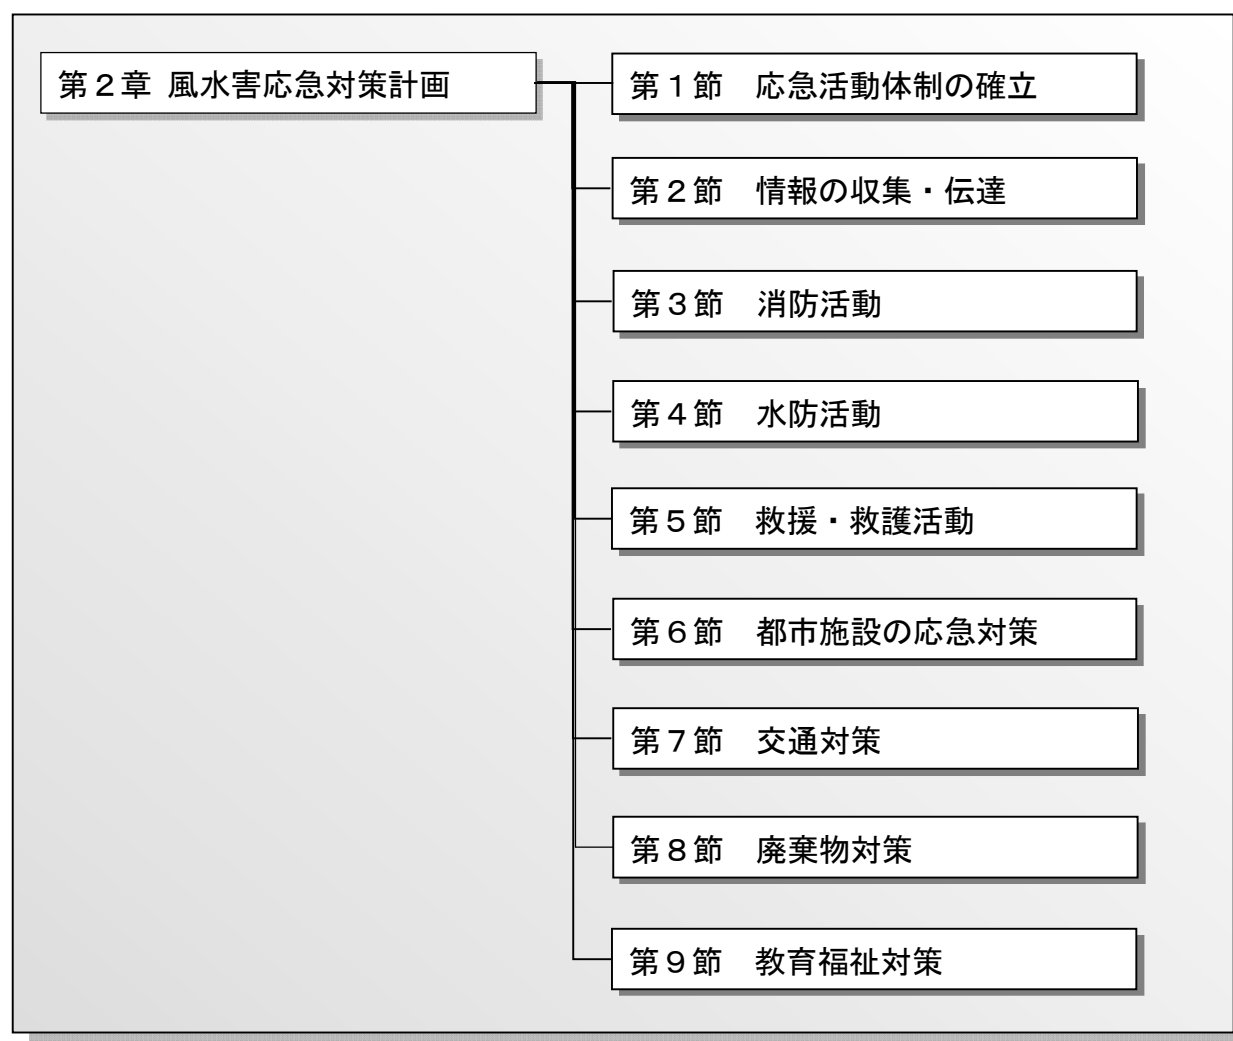 第２章 風水害応急対策計画
第１節　応急活動体制の確立
第２節　情報の収集・伝達
第３節　消防活動
第４節　水防活動
第５節　救援・救護活動
第６節　都市施設の応急対策
第７節　交通対策
第８節　廃棄物対策
第９節　教育福祉対策